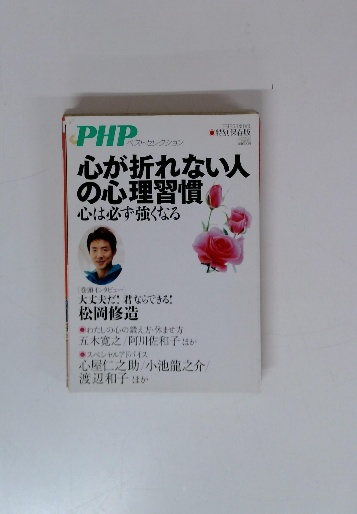 PHP
ベストセレクション
●特別保存版
心が折れない人
の心理習慣
心は必ず強くなる
[巻頭インタビュー]
大丈夫だ!君ならできる!
松岡修造
●わたしの心の鍛え方・休ませ方
五木寛之/阿川佐和子 ほか
●スペシャルアドバイス
心屋仁之助/小池龍之介/
渡辺和子 ほか